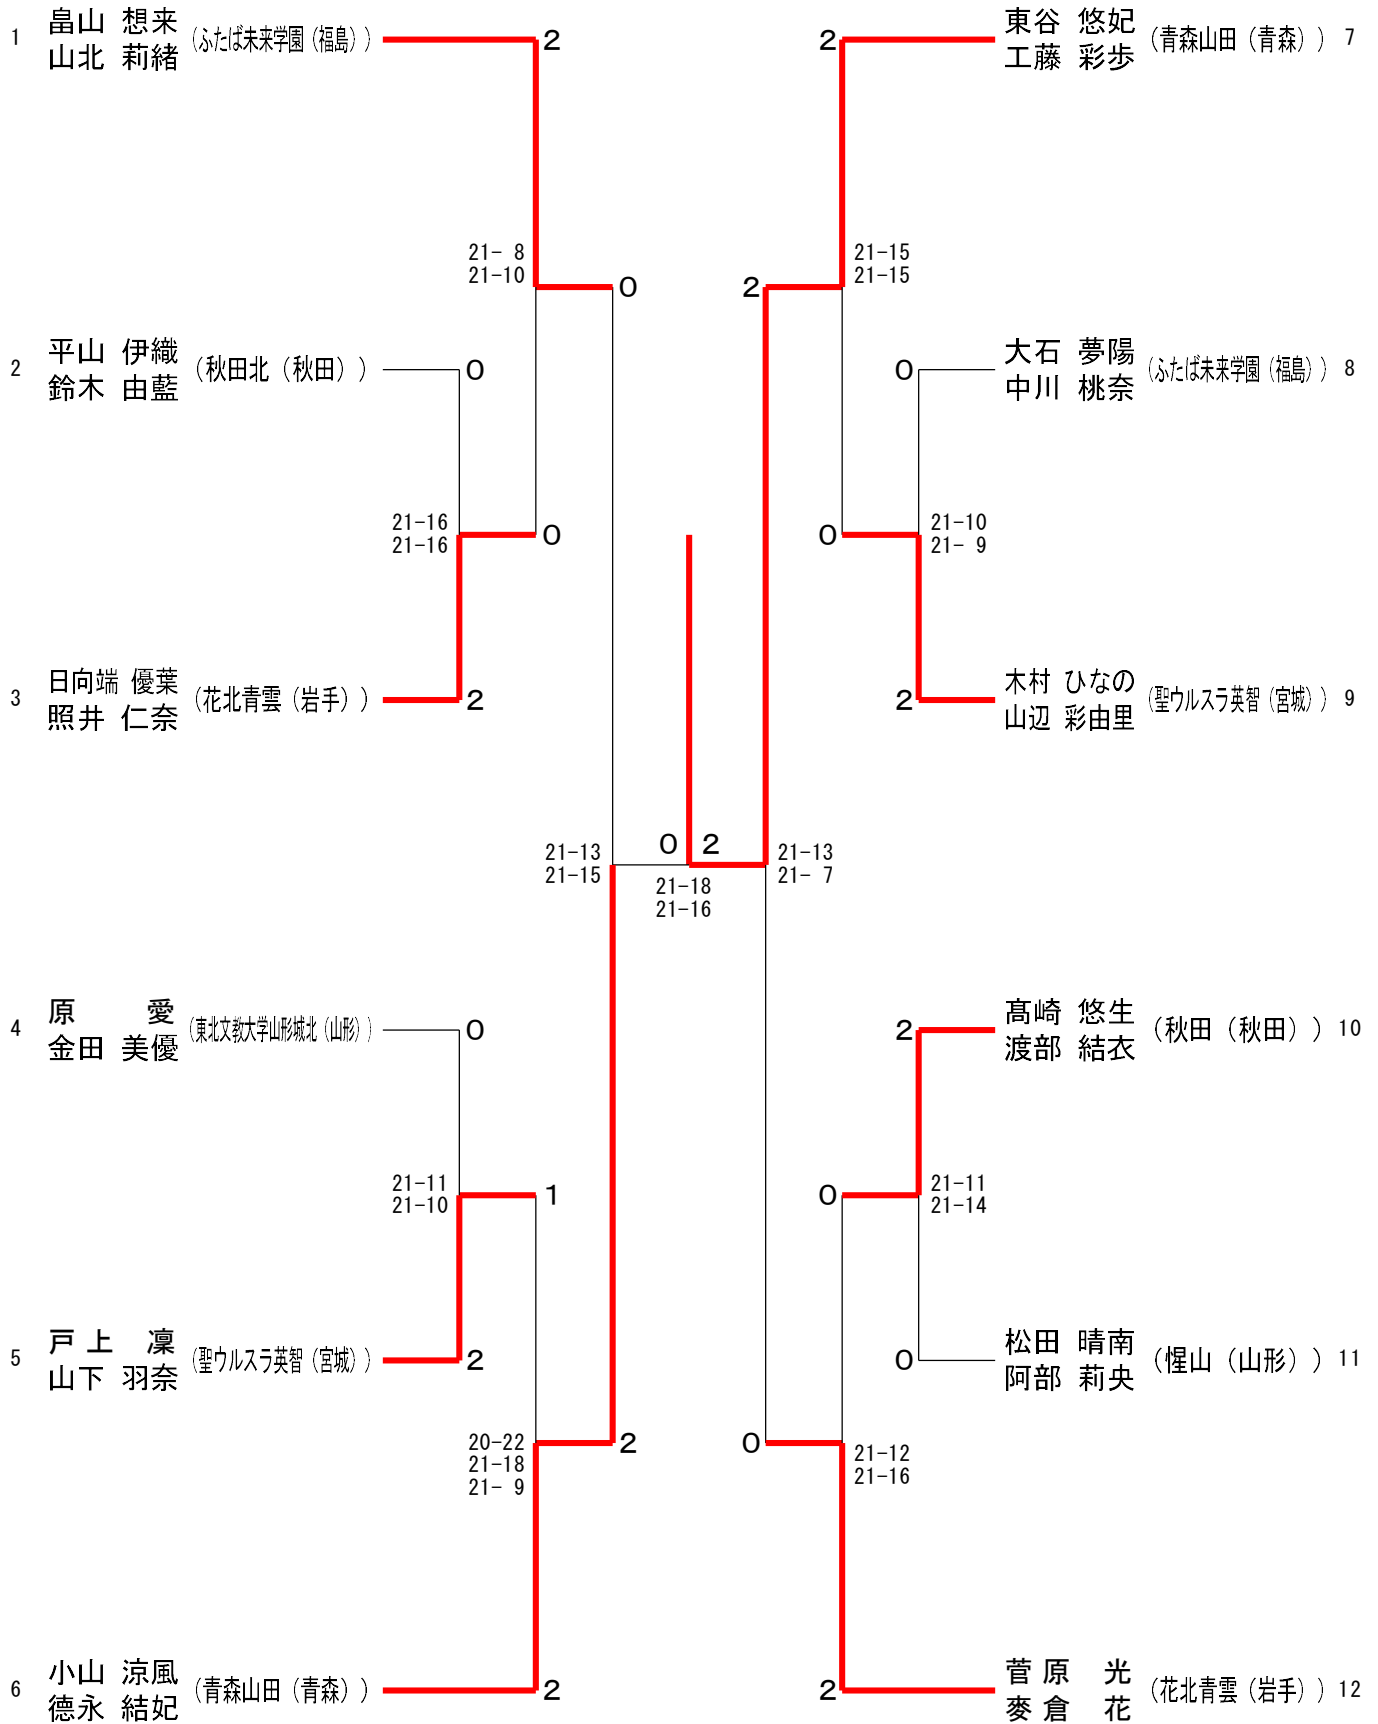 1 畠山 想来 (ふたば未来学園(福島)) 2
山北 莉緒
21- 8
21-10
0
2 平山 伊織 (秋田北(秋田)) 0
鈴木 由藍
21-16
21-16
0
3 日向端 優葉 (花北青雲(岩手)) 2
照井 仁奈
21-13
21-15
4 原 愛 (東北文教大学山形城北(山形)) 0
金田 美優
21-11
21-10
1
5 戸上 凜 (聖ウルスラ英智(宮城)) 2
山下 羽奈
20-22
21-18
21- 9
2
6 小山 涼風 (青森山田(青森)) 2
德永 結妃
0 2
21-18
21-16
2 東谷 悠妃 (青森山田(青森)) 7
工藤 彩歩
21-15
21-15
2
0 大石 夢陽 (ふたば未来学園(福島)) 8
中川 桃奈
0
21-10
21- 9
2 木村 ひなの (聖ウルスラ英智(宮城)) 9
山辺 彩由里
21-13
21- 7
2 髙崎 悠生 (秋田(秋田)) 10
渡部 結衣
0
21-11
21-14
0 松田 晴南 (惺山(山形)) 11
阿部 莉央
0
21-12
21-16
2 菅原 光 (花北青雲(岩手)) 12
麥倉 花